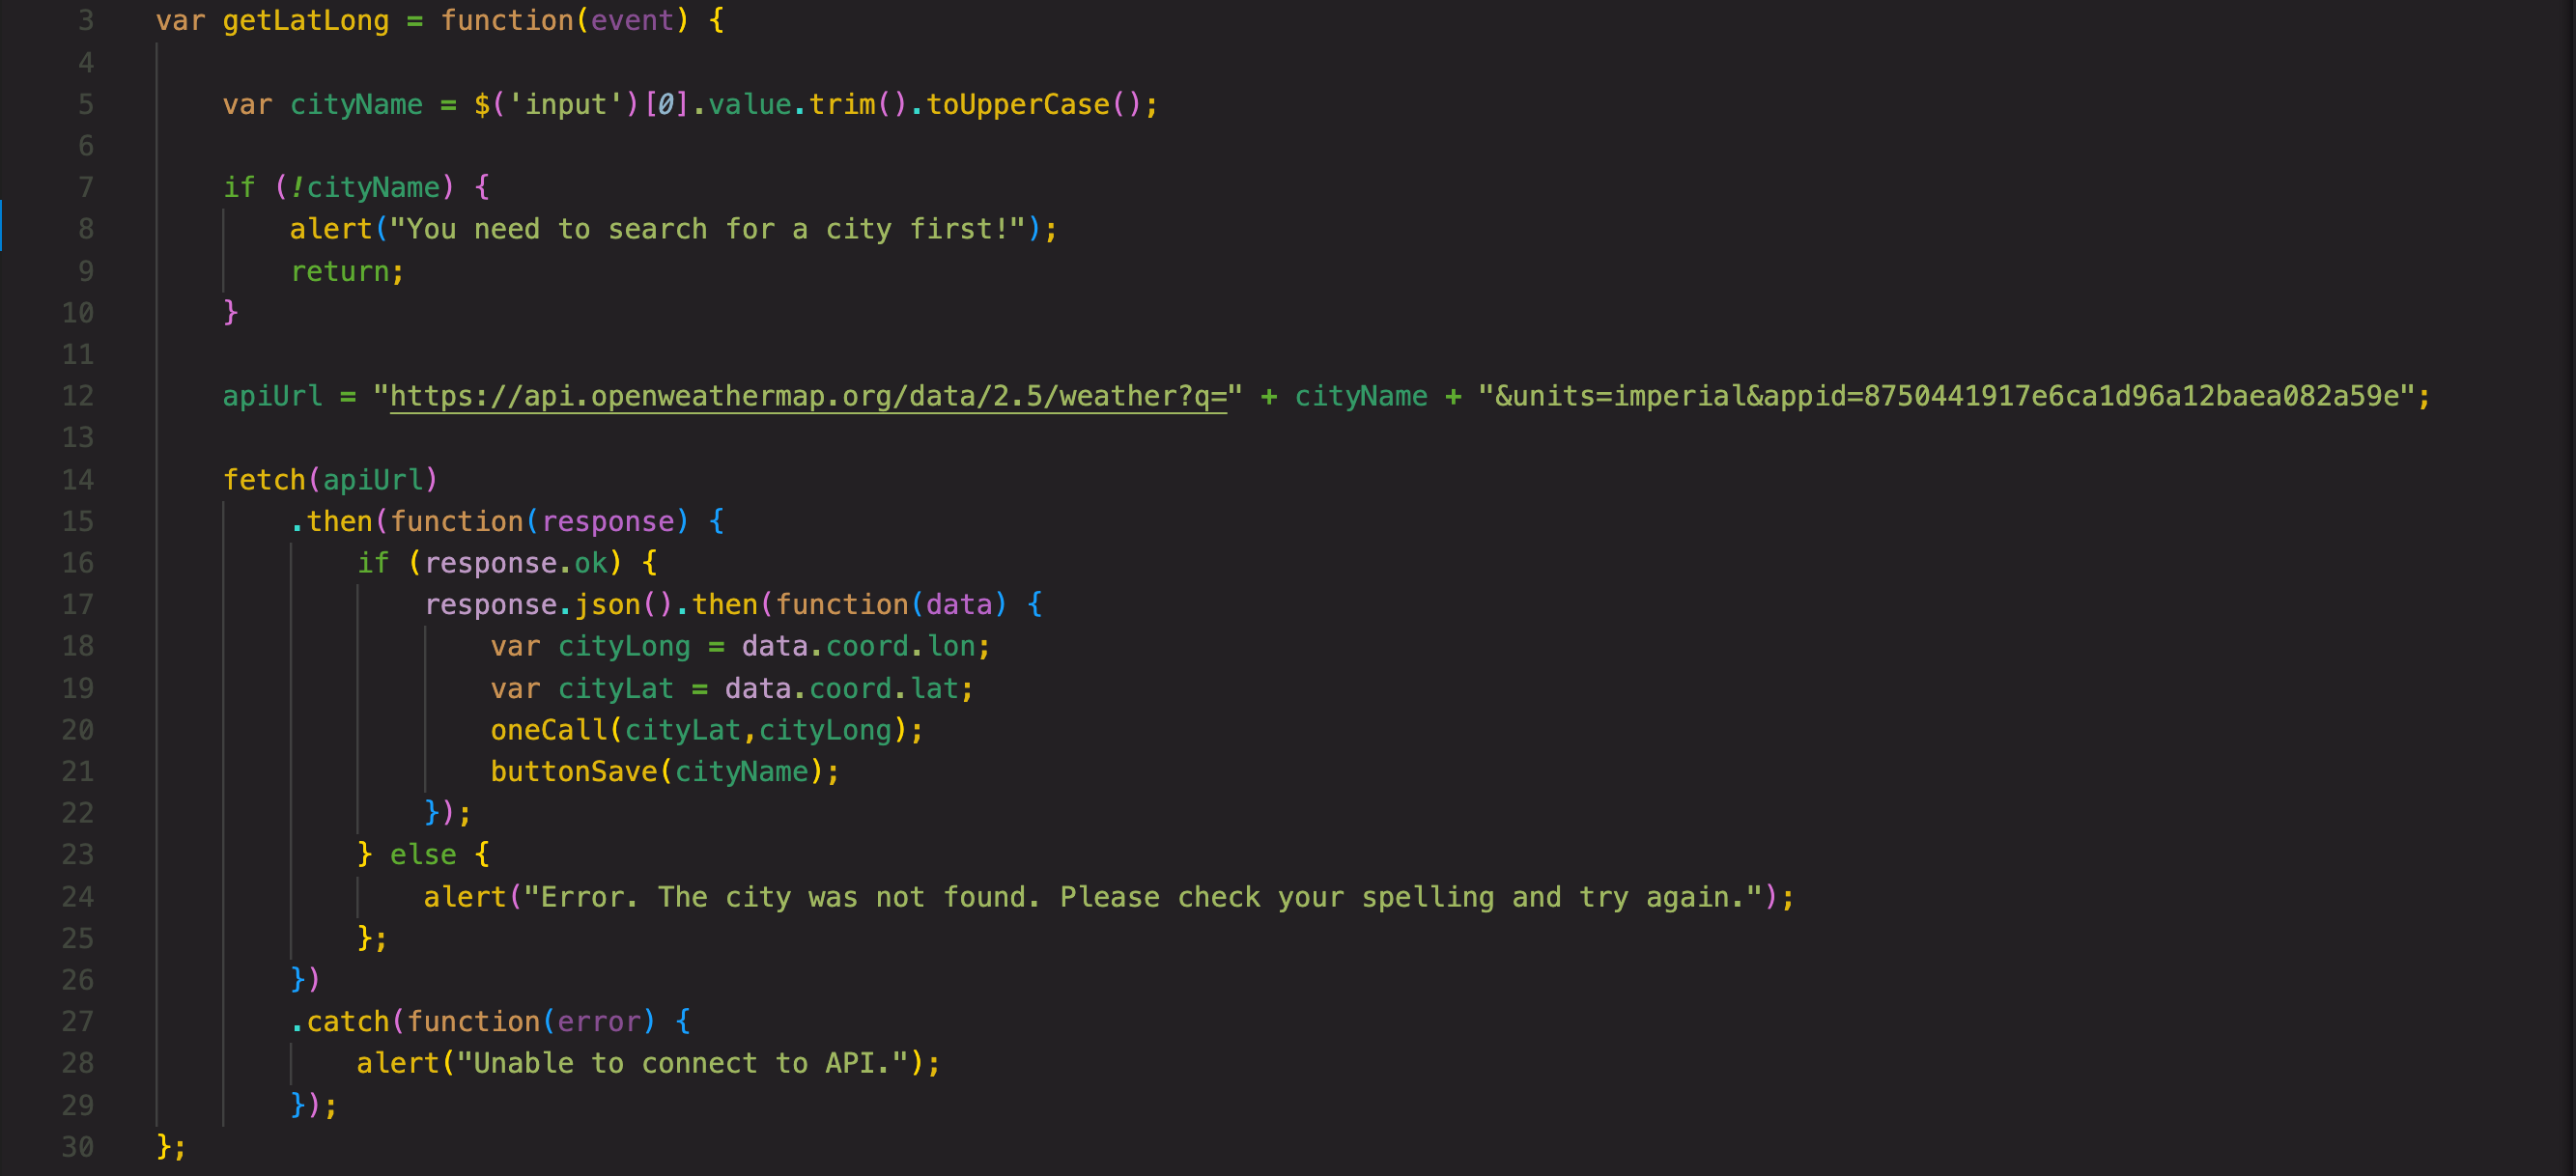 3 var getLatLong = function(event) {
4
5 var cityName = $('input')[0].value.trim().toUpperCase();
6
7 if (!cityName) {
8 alert("You need to search for a city first!");
9 return;
10 }
11
12 apiUrl = "https://api.openweathermap.org/data/2.5/weather?q=" + cityName + "&units=imperial&appid=8750441917e6ca1d96a12baea082a59e";
13
14 fetch(apiUrl)
15 .then(function(response) {
16 if (response.ok) {
17 response.json().then(function(data) {
18 var cityLong = data.coord.lon;
19 var cityLat = data.coord.lat;
20 oneCall(cityLat,cityLong);
21 buttonSave(cityName);
22 });
23 } else {
24 alert("Error. The city was not found. Please check your spelling and try again.");
25 };
26 })
27 .catch(function(error) {
28 alert("Unable to connect to API.");
29 });
30 };